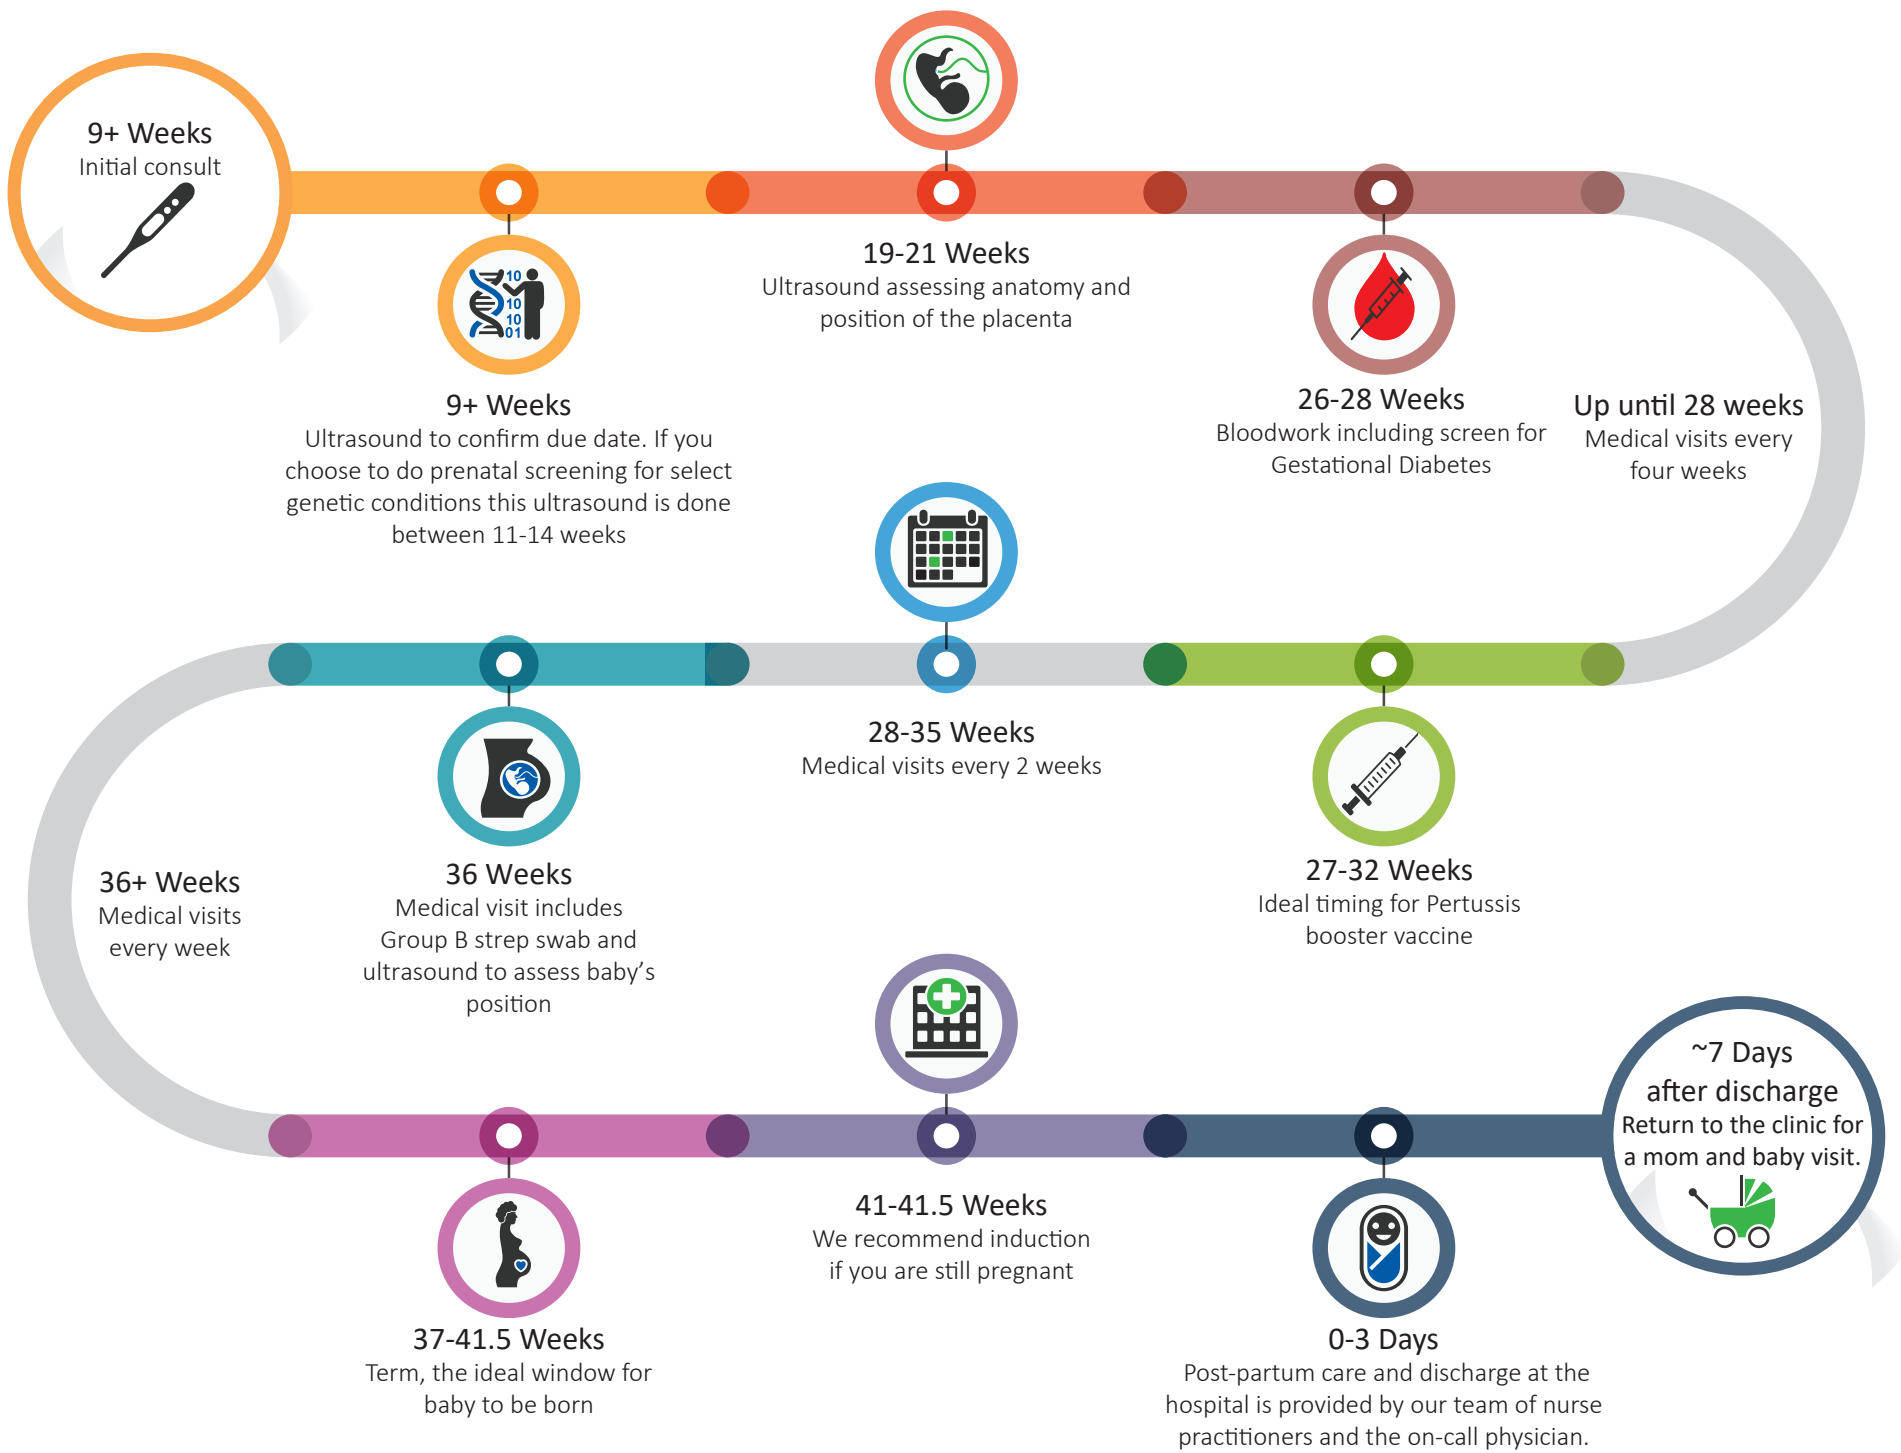 9+ Weeks
Initial consult
10
10
10
01
9+ Weeks
Ultrasound to confirm due date. If you
choose to do prenatal screening for select
genetic conditions this ultrasound is done
between 11-14 weeks
19-21 Weeks
Ultrasound assessing anatomy and
position of the placenta
26-28 Weeks
Bloodwork including screen for
Gestational Diabetes
Up until 28 weeks
Medical visits every
four weeks
27-32 Weeks
Ideal timing for Pertussis
booster vaccine
28-35 Weeks
Medical visits every 2 weeks
36 Weeks
Medical visit includes
Group B strep swab and
ultrasound to assess baby’s
position
36+ Weeks
Medical visits
every week
37-41.5 Weeks
Term, the ideal window for
baby to be born
41-41.5 Weeks
We recommend induction
if you are still pregnant
0-3 Days
Post-partum care and discharge at the
hospital is provided by our team of nurse
practitioners and the on-call physician.
~7 Days
after discharge
Return to the clinic for
a mom and baby visit.